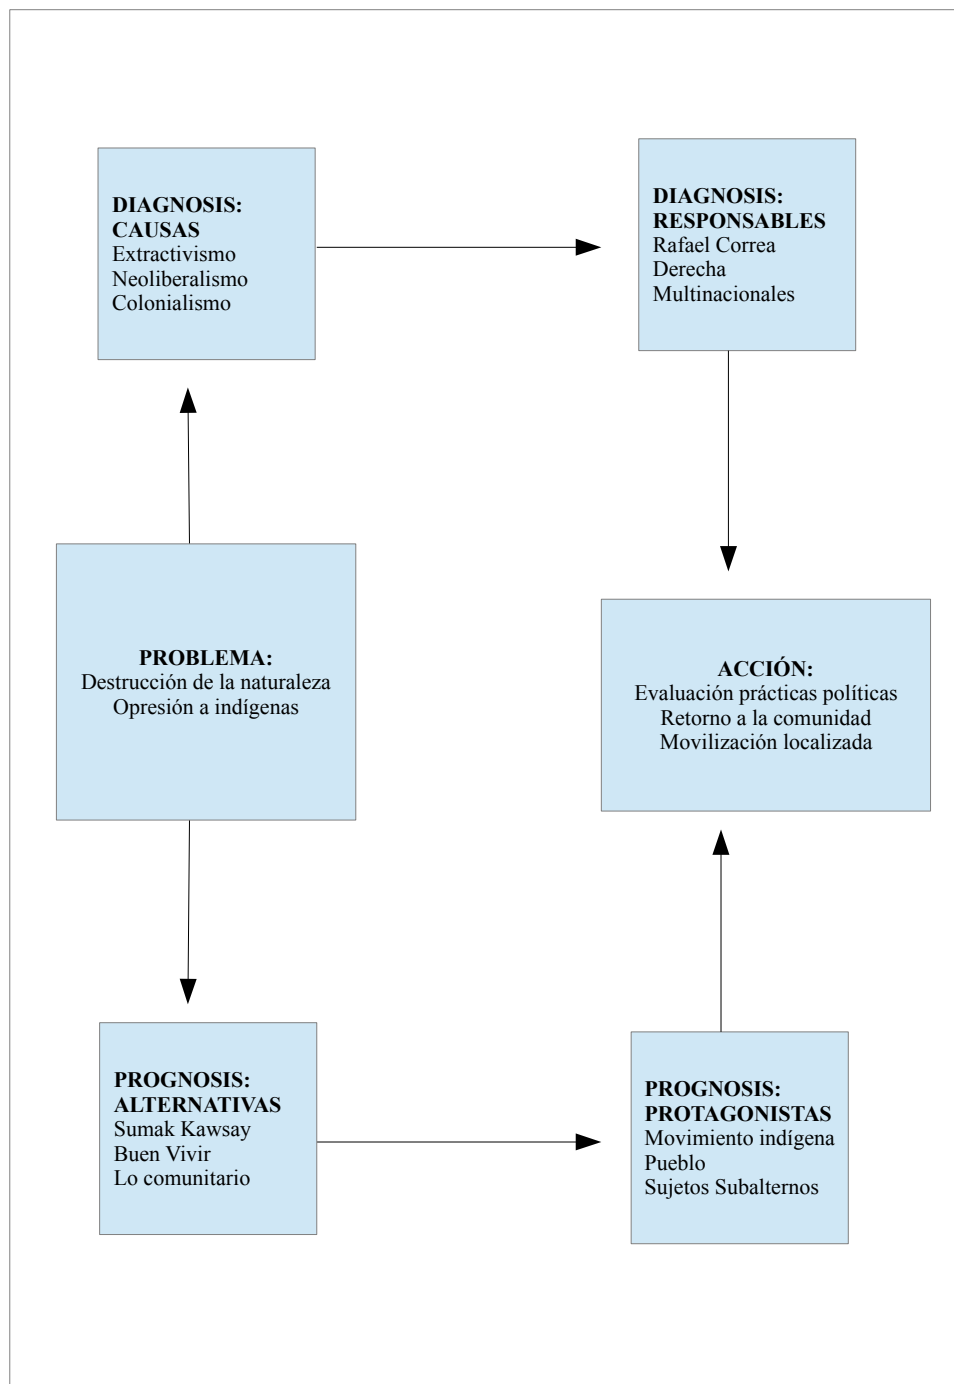 DIAGNOSIS:
CAUSAS
Extractivismo
Neoliberalismo
Colonialismo
DIAGNOSIS:
RESPONSABLES
Rafael Correa
Derecha
Multinacionales
PROBLEMA:
Destrucción de la naturaleza
Opresión a indígenas
ACCIÓN:
Evaluación prácticas políticas
Retorno a la comunidad
Movilización localizada
PROGNOSIS:
ALTERNATIVAS
Sumak Kawsay
Buen Vivir
Lo comunitario
PROGNOSIS:
PROTAGONISTAS
Movimiento indígena
Pueblo
Sujetos Subalternos